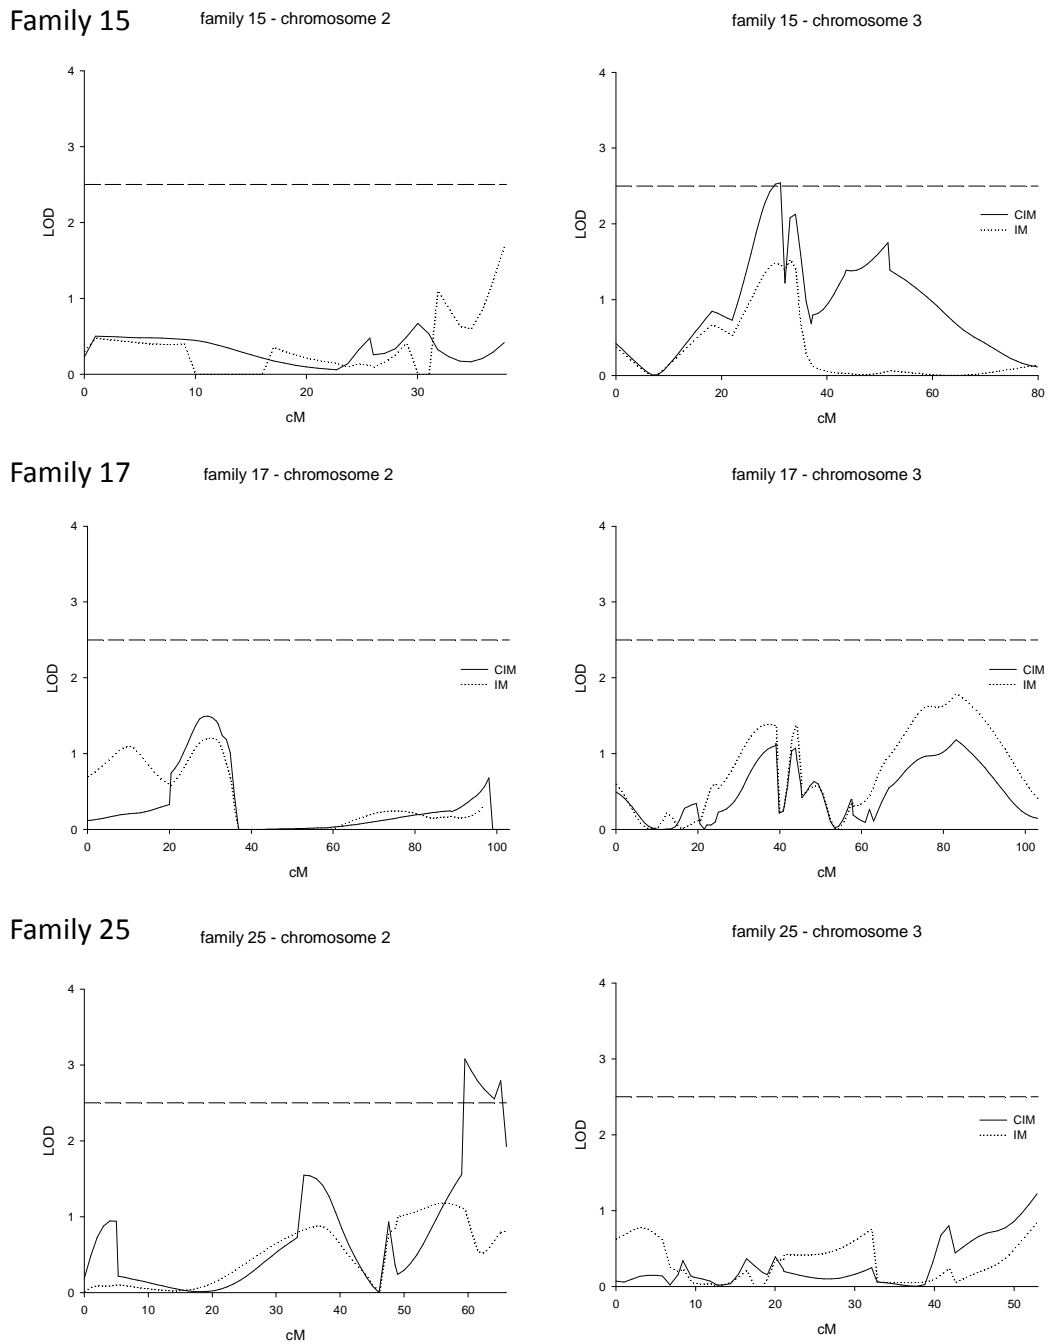 Family 15
family 15 - chromosome 2
family 15 - chromosome 3
4
3
2
1
0
LOD
0 10 20 30
cM
4
3
2
1
0
LOD
CIM
IM
0 20 40 60 80
cM
Family 17
family 17 - chromosome 2
family 17 - chromosome 3
4
3
2
1
0
LOD
CIM
IM
0 20 40 60 80 100
cM
4
3
2
1
0
LOD
CIM
IM
0 20 40 60 80 100
cM
Family 25
family 25 - chromosome 2
family 25 - chromosome 3
4
3
2
1
0
LOD
0 20 40 60
cM
4
3
2
1
0
LOD
CIM
IM
0 10 20 30 40 50
cM